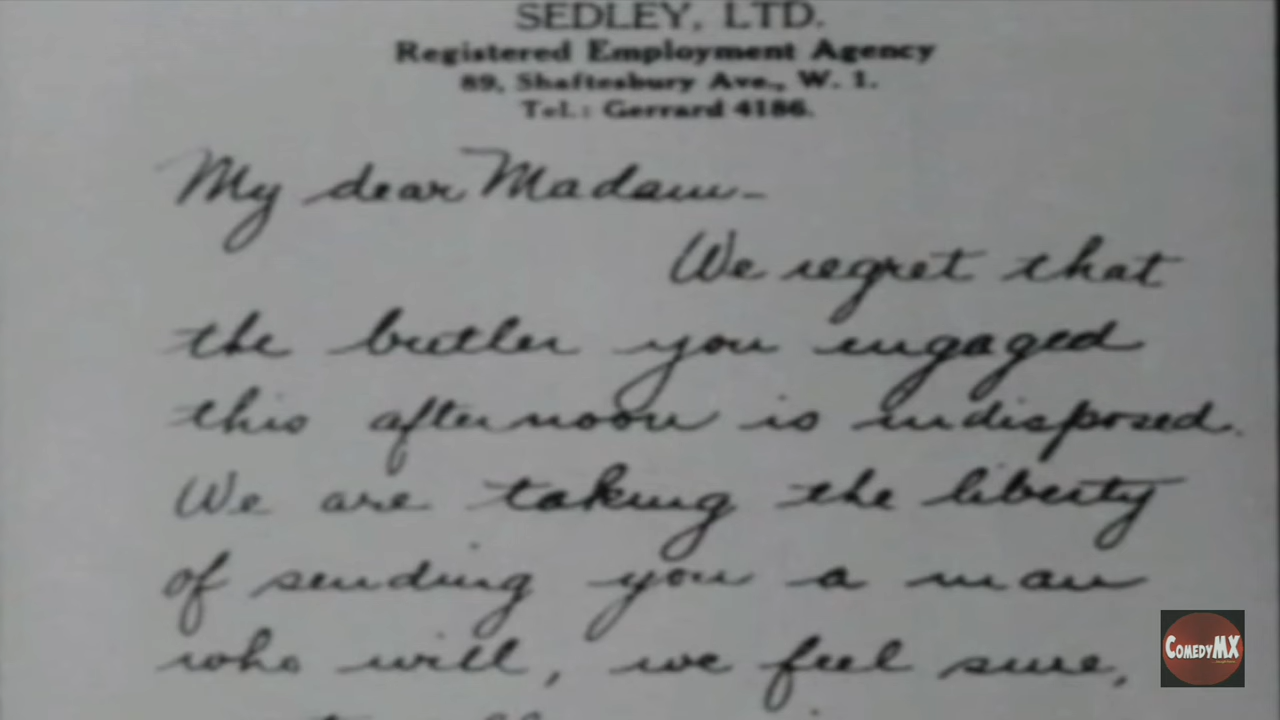 SEDLEY, LTD.
Registered Employment Agency
89, Shaftesbury Ave., W. 1.
Tel.: Gerrard 4186.
My dear Madam-
We regret that
the butler you engaged
this afternoon is indisposed.
We are taking the liberty
of sending you a man
who will, we feel sure,
COMEDYMX